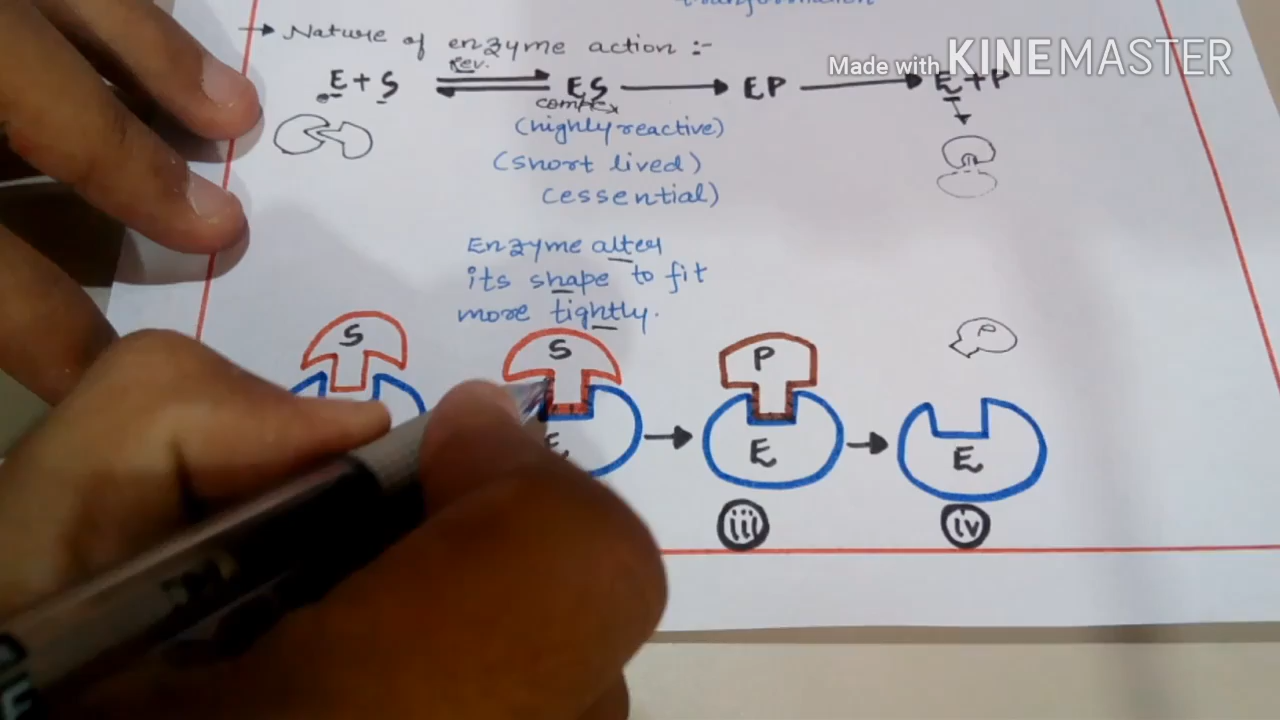 transformation
→ Nature of enzyme action :-
Made with KINEMASTER
Rev.
E + S ⇌ ES → EP → E + P
complex
(highly reactive)
(short lived)
(essential)
Enzyme alter
its shape to fit
more tightly.
S S P P
E E E
iii iv